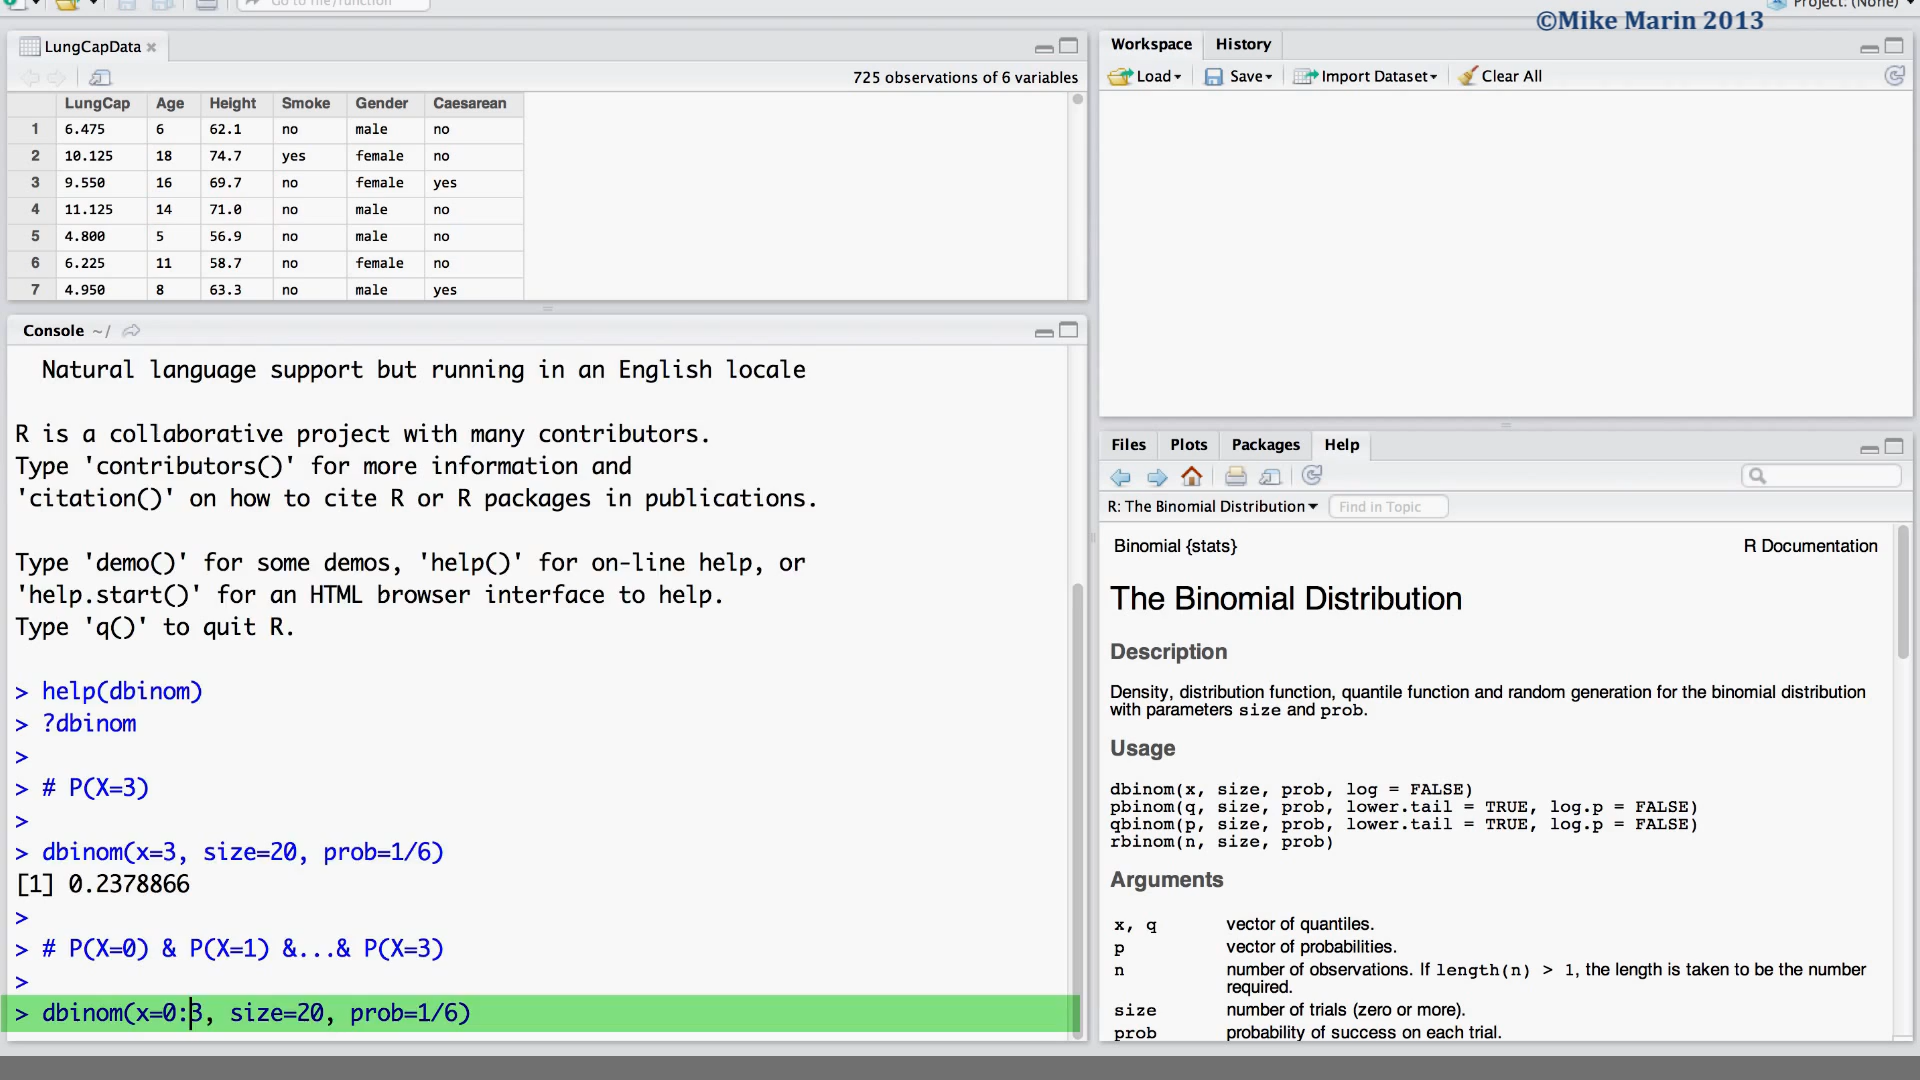 Go to file/function
Project: (None)
©Mike Marin 2013
LungCapData
725 observations of 6 variables
LungCap Age Height Smoke Gender Caesarean
1 6.475 6 62.1 no male no
2 10.125 18 74.7 yes female no
3 9.550 16 69.7 no female yes
4 11.125 14 71.0 no male no
5 4.800 5 56.9 no male no
6 6.225 11 58.7 no female no
7 4.950 8 63.3 no male yes
Console ~/
Natural language support but running in an English locale
R is a collaborative project with many contributors.
Type 'contributors()' for more information and
'citation()' on how to cite R or R packages in publications.
Type 'demo()' for some demos, 'help()' for on-line help, or
'help.start()' for an HTML browser interface to help.
Type 'q()' to quit R.
> help(dbinom)
> ?dbinom
>
> # P(X=3)
>
> dbinom(x=3, size=20, prob=1/6)
[1] 0.2378866
>
> # P(X=0) & P(X=1) &...& P(X=3)
>
> dbinom(x=0:3, size=20, prob=1/6)
Workspace History
Load Save Import Dataset Clear All
Files Plots Packages Help
R: The Binomial Distribution Find in Topic
Binomial {stats} R Documentation
The Binomial Distribution
Description
Density, distribution function, quantile function and random generation for the binomial distribution
with parameters size and prob.
Usage
dbinom(x, size, prob, log = FALSE)
pbinom(q, size, prob, lower.tail = TRUE, log.p = FALSE)
qbinom(p, size, prob, lower.tail = TRUE, log.p = FALSE)
rbinom(n, size, prob)
Arguments
x, q vector of quantiles.
p vector of probabilities.
n number of observations. If length(n) > 1, the length is taken to be the number
required.
size number of trials (zero or more).
prob probability of success on each trial.